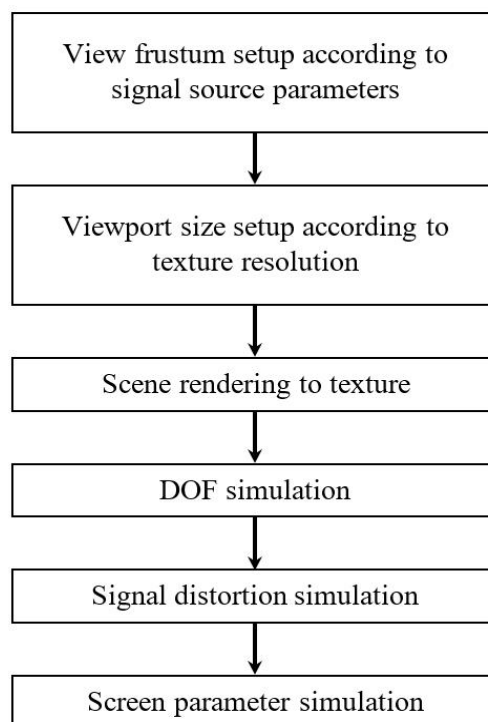 View frustum setup according to
signal source parameters
Viewport size setup according to
texture resolution
Scene rendering to texture
DOF simulation
Signal distortion simulation
Screen parameter simulation